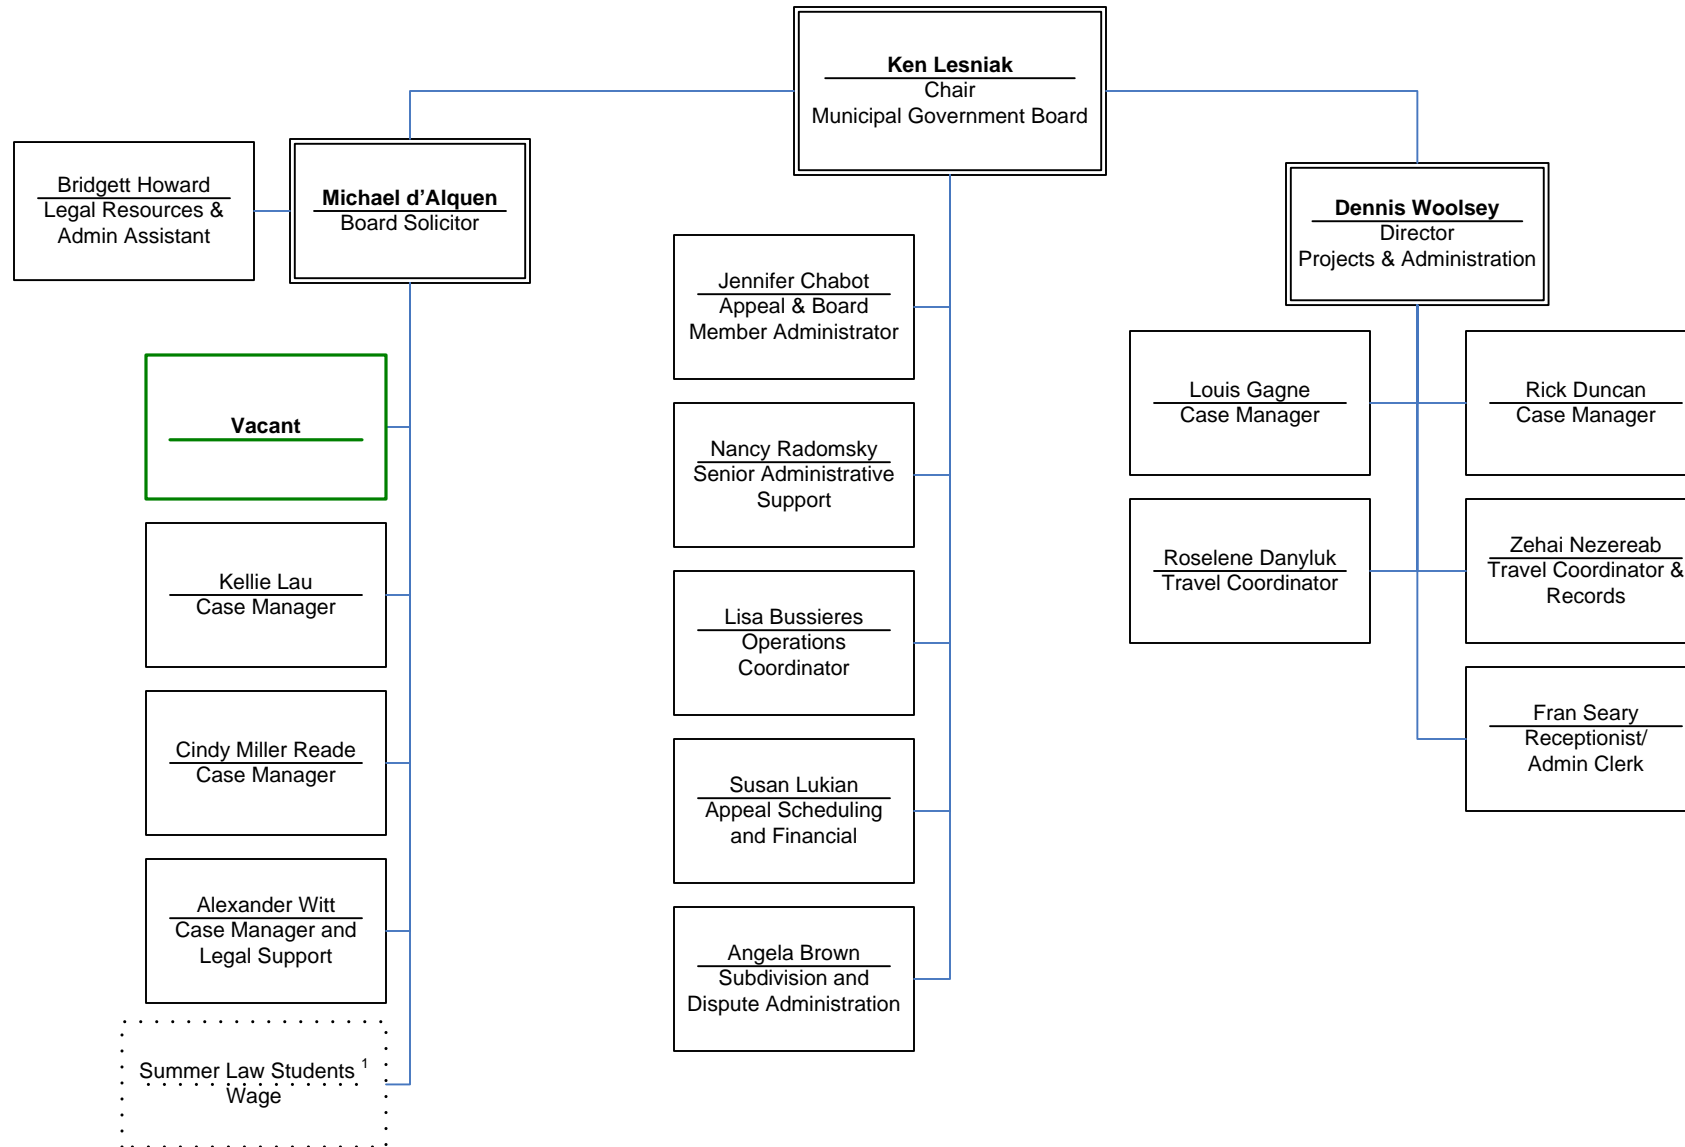 Ken Lesniak
Chair
Municipal Government Board
Bridgett Howard
Legal Resources &
Admin Assistant
Michael d’Alquen
Board Solicitor
Dennis Woolsey
Director
Projects & Administration
Vacant
Kellie Lau
Case Manager
Cindy Miller Reade
Case Manager
Alexander Witt
Case Manager and
Legal Support
Summer Law Students 1
Wage
Jennifer Chabot
Appeal & Board
Member Administrator
Nancy Radomsky
Senior Administrative
Support
Lisa Bussieres
Operations
Coordinator
Susan Lukian
Appeal Scheduling
and Financial
Angela Brown
Subdivision and
Dispute Administration
Louis Gagne
Case Manager
Rick Duncan
Case Manager
Roselene Danyluk
Travel Coordinator
Zehai Nezereab
Travel Coordinator &
Records
Fran Seary
Receptionist/
Admin Clerk